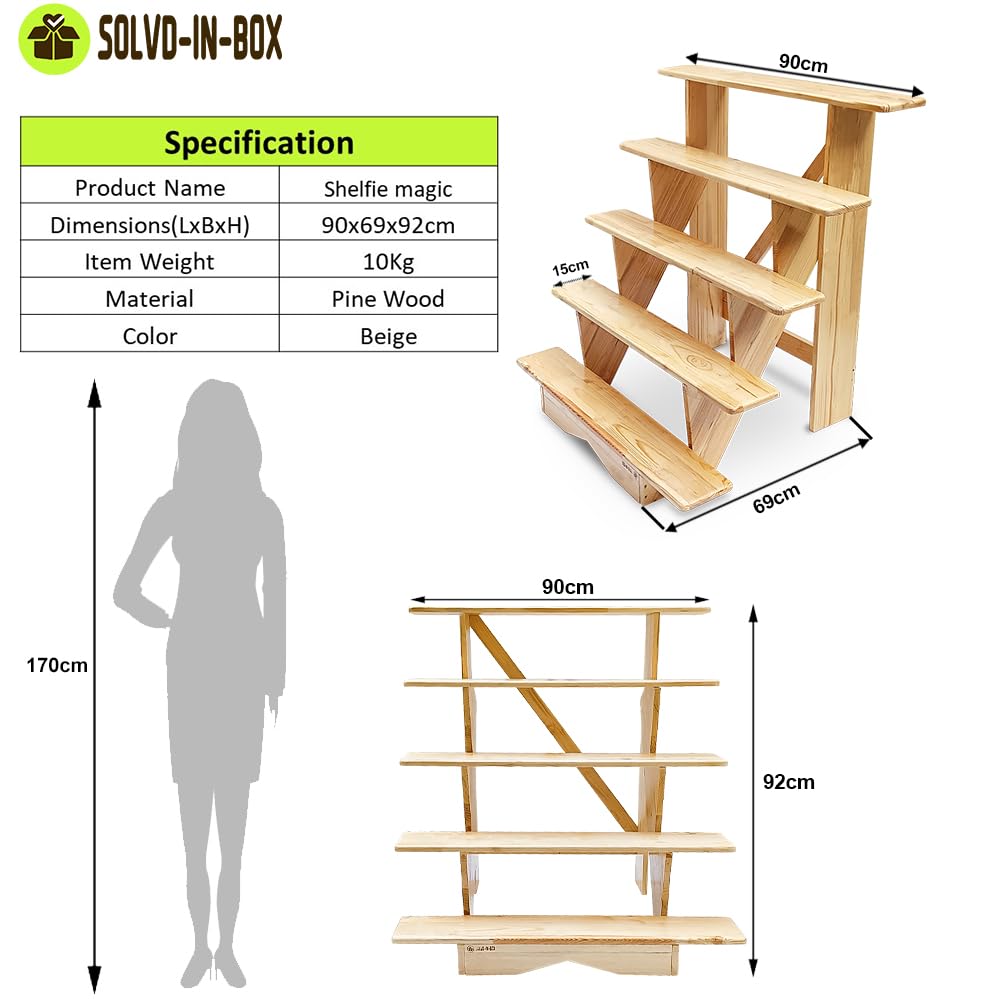 SOLVD-IN-BOX
Specification
Product Name Shelfie magic
Dimensions(LxBxH) 90x69x92cm
Item Weight 10Kg
Material Pine Wood
Color Beige
90cm
15cm
69cm
90cm
170cm
92cm